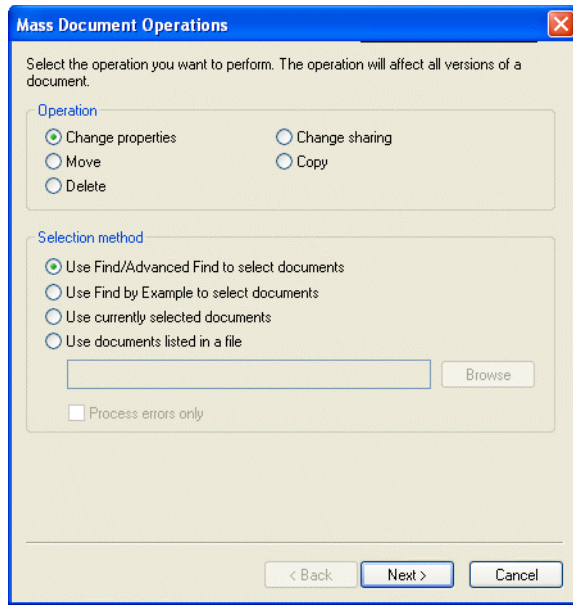 Mass Document Operations
Select the operation you want to perform. The operation will affect all versions of a
document.
Operation
Change properties
Change sharing
Move
Copy
Delete
Selection method
Use Find/Advanced Find to select documents
Use Find by Example to select documents
Use currently selected documents
Use documents listed in a file
Browse
Process errors only
< Back
Next >
Cancel